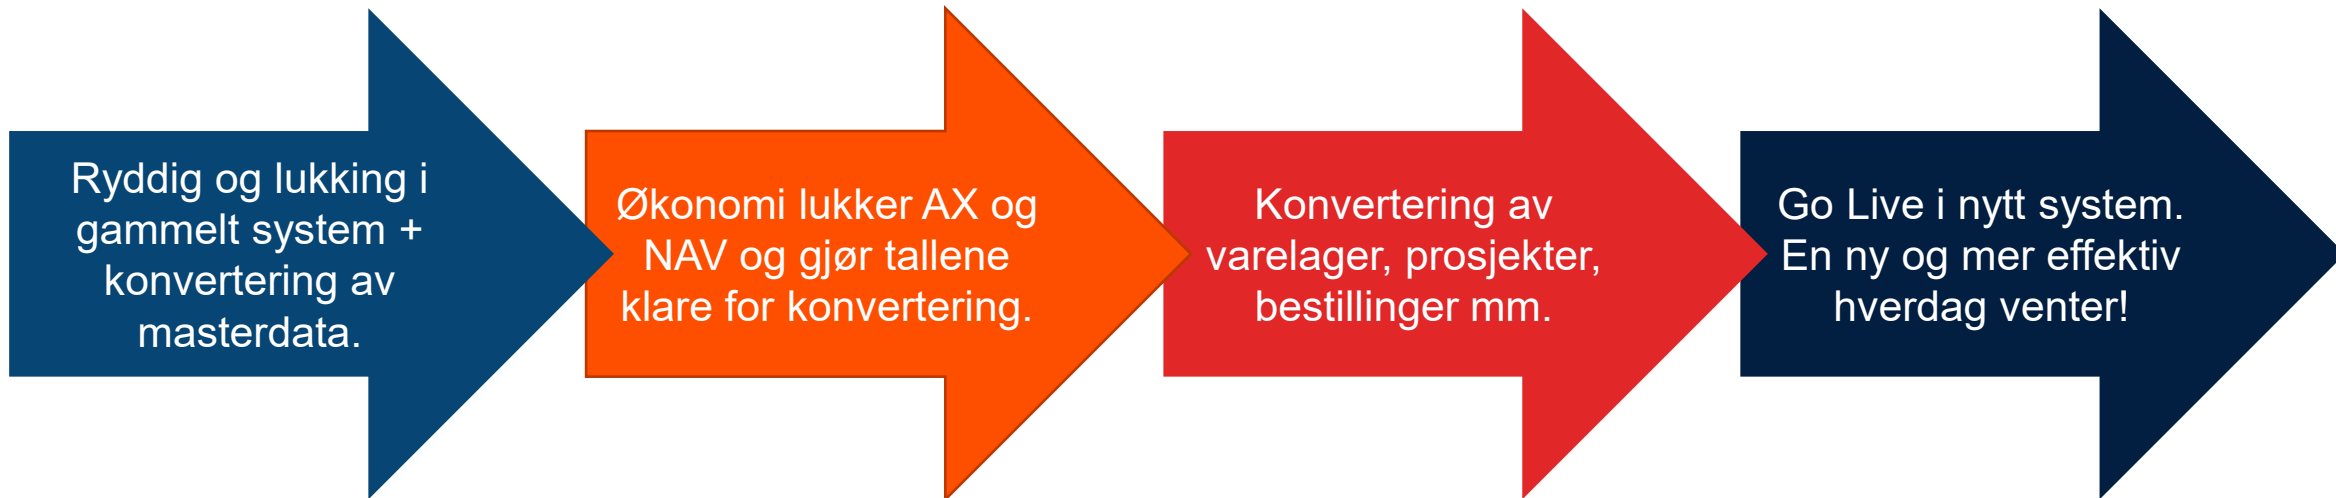 Ryddig og lukking i
gammelt system +
konvertering av
masterdata.
Økonomi lukker AX og
NAV og gjør tallene
klare for konvertering.
Konvertering av
varelager, prosjekter,
bestillinger mm.
Go Live i nytt system.
En ny og mer effektiv
hverdag venter!